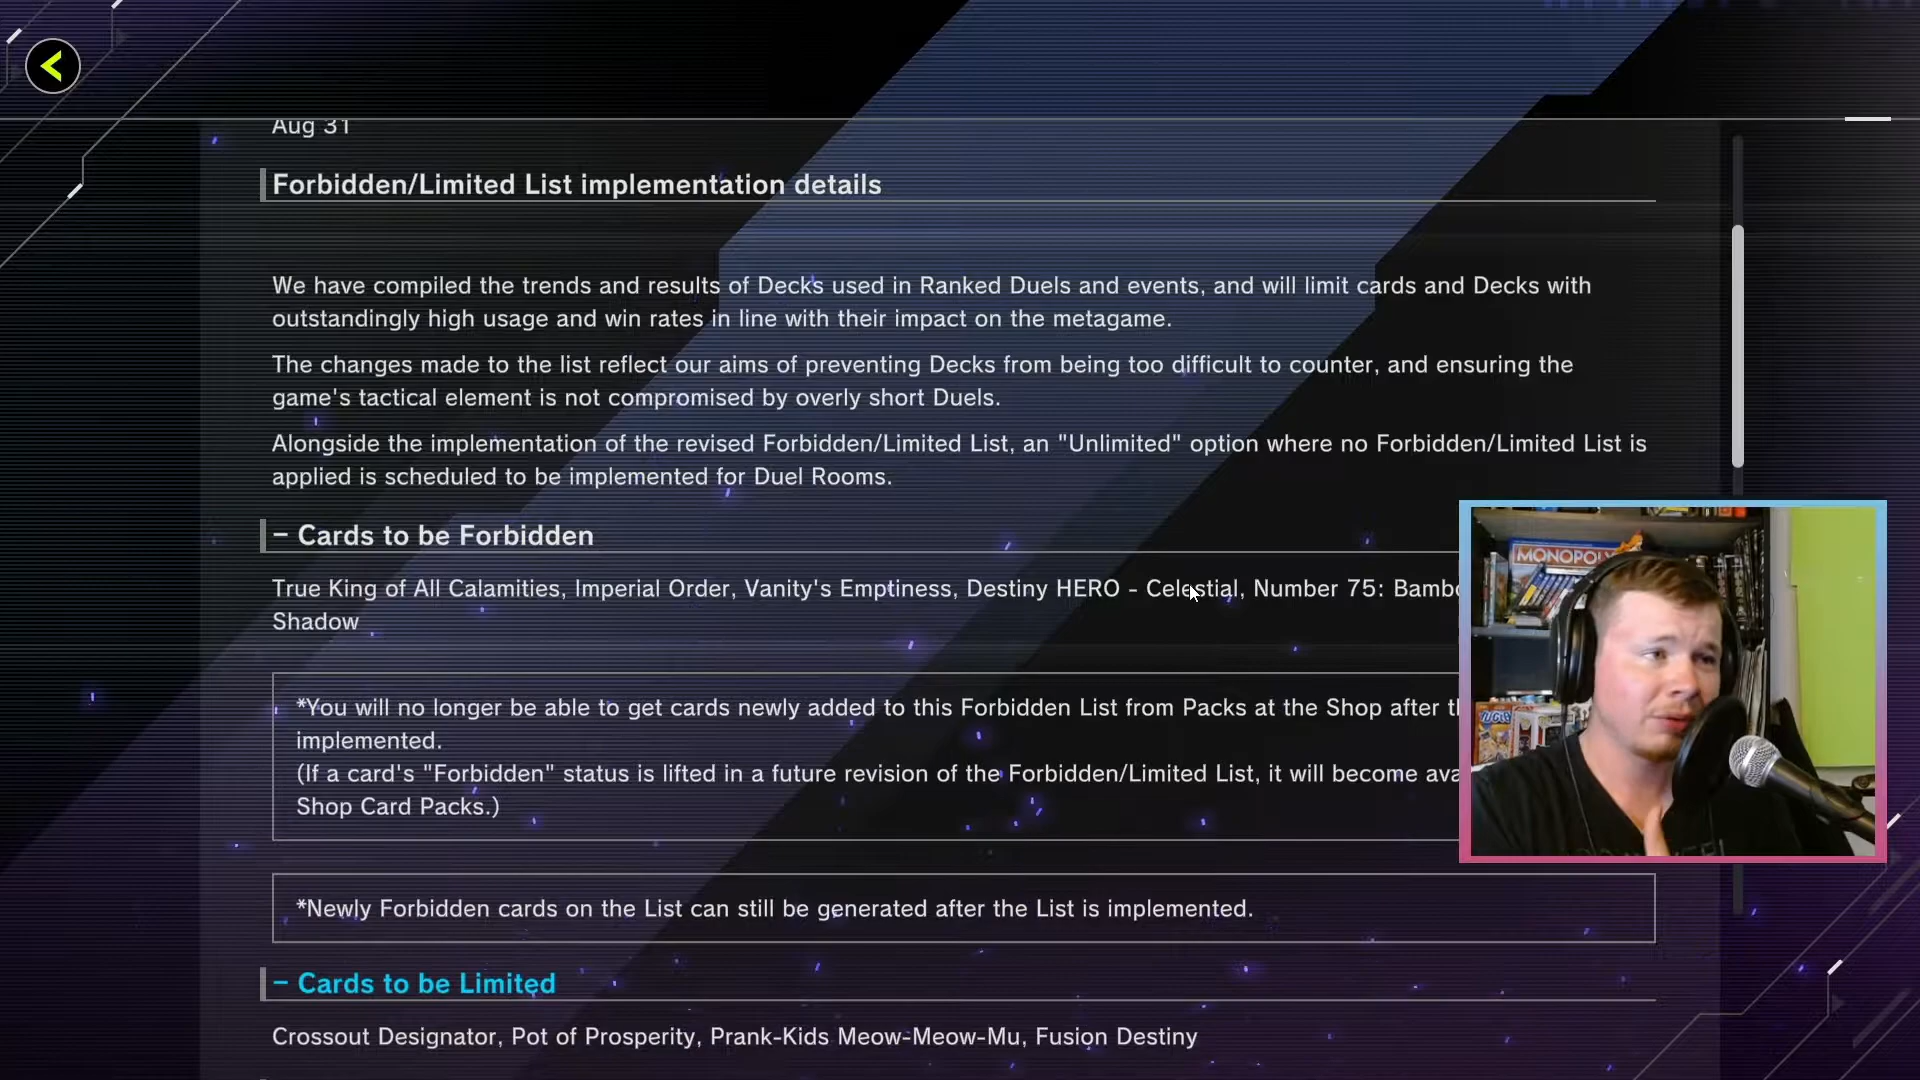 Aug 31
Forbidden/Limited List implementation details
We have compiled the trends and results of Decks used in Ranked Duels and events, and will limit cards and Decks with
outstandingly high usage and win rates in line with their impact on the metagame.
The changes made to the list reflect our aims of preventing Decks from being too difficult to counter, and ensuring the
game's tactical element is not compromised by overly short Duels.
Alongside the implementation of the revised Forbidden/Limited List, an "Unlimited" option where no Forbidden/Limited List is
applied is scheduled to be implemented for Duel Rooms.
– Cards to be Forbidden
True King of All Calamities, Imperial Order, Vanity's Emptiness, Destiny HERO - Celestial, Number 75:
Shadow
*You will no longer be able to get cards newly added to this Forbidden List from Packs at the Shop after
implemented.
(If a card's "Forbidden" status is lifted in a future revision of the Forbidden/Limited List, it will become
Shop Card Packs.)
*Newly Forbidden cards on the List can still be generated after the List is implemented.
– Cards to be Limited
Crossout Designator, Pot of Prosperity, Prank-Kids Meow-Meow-Mu, Fusion Destiny
MONOPOLY